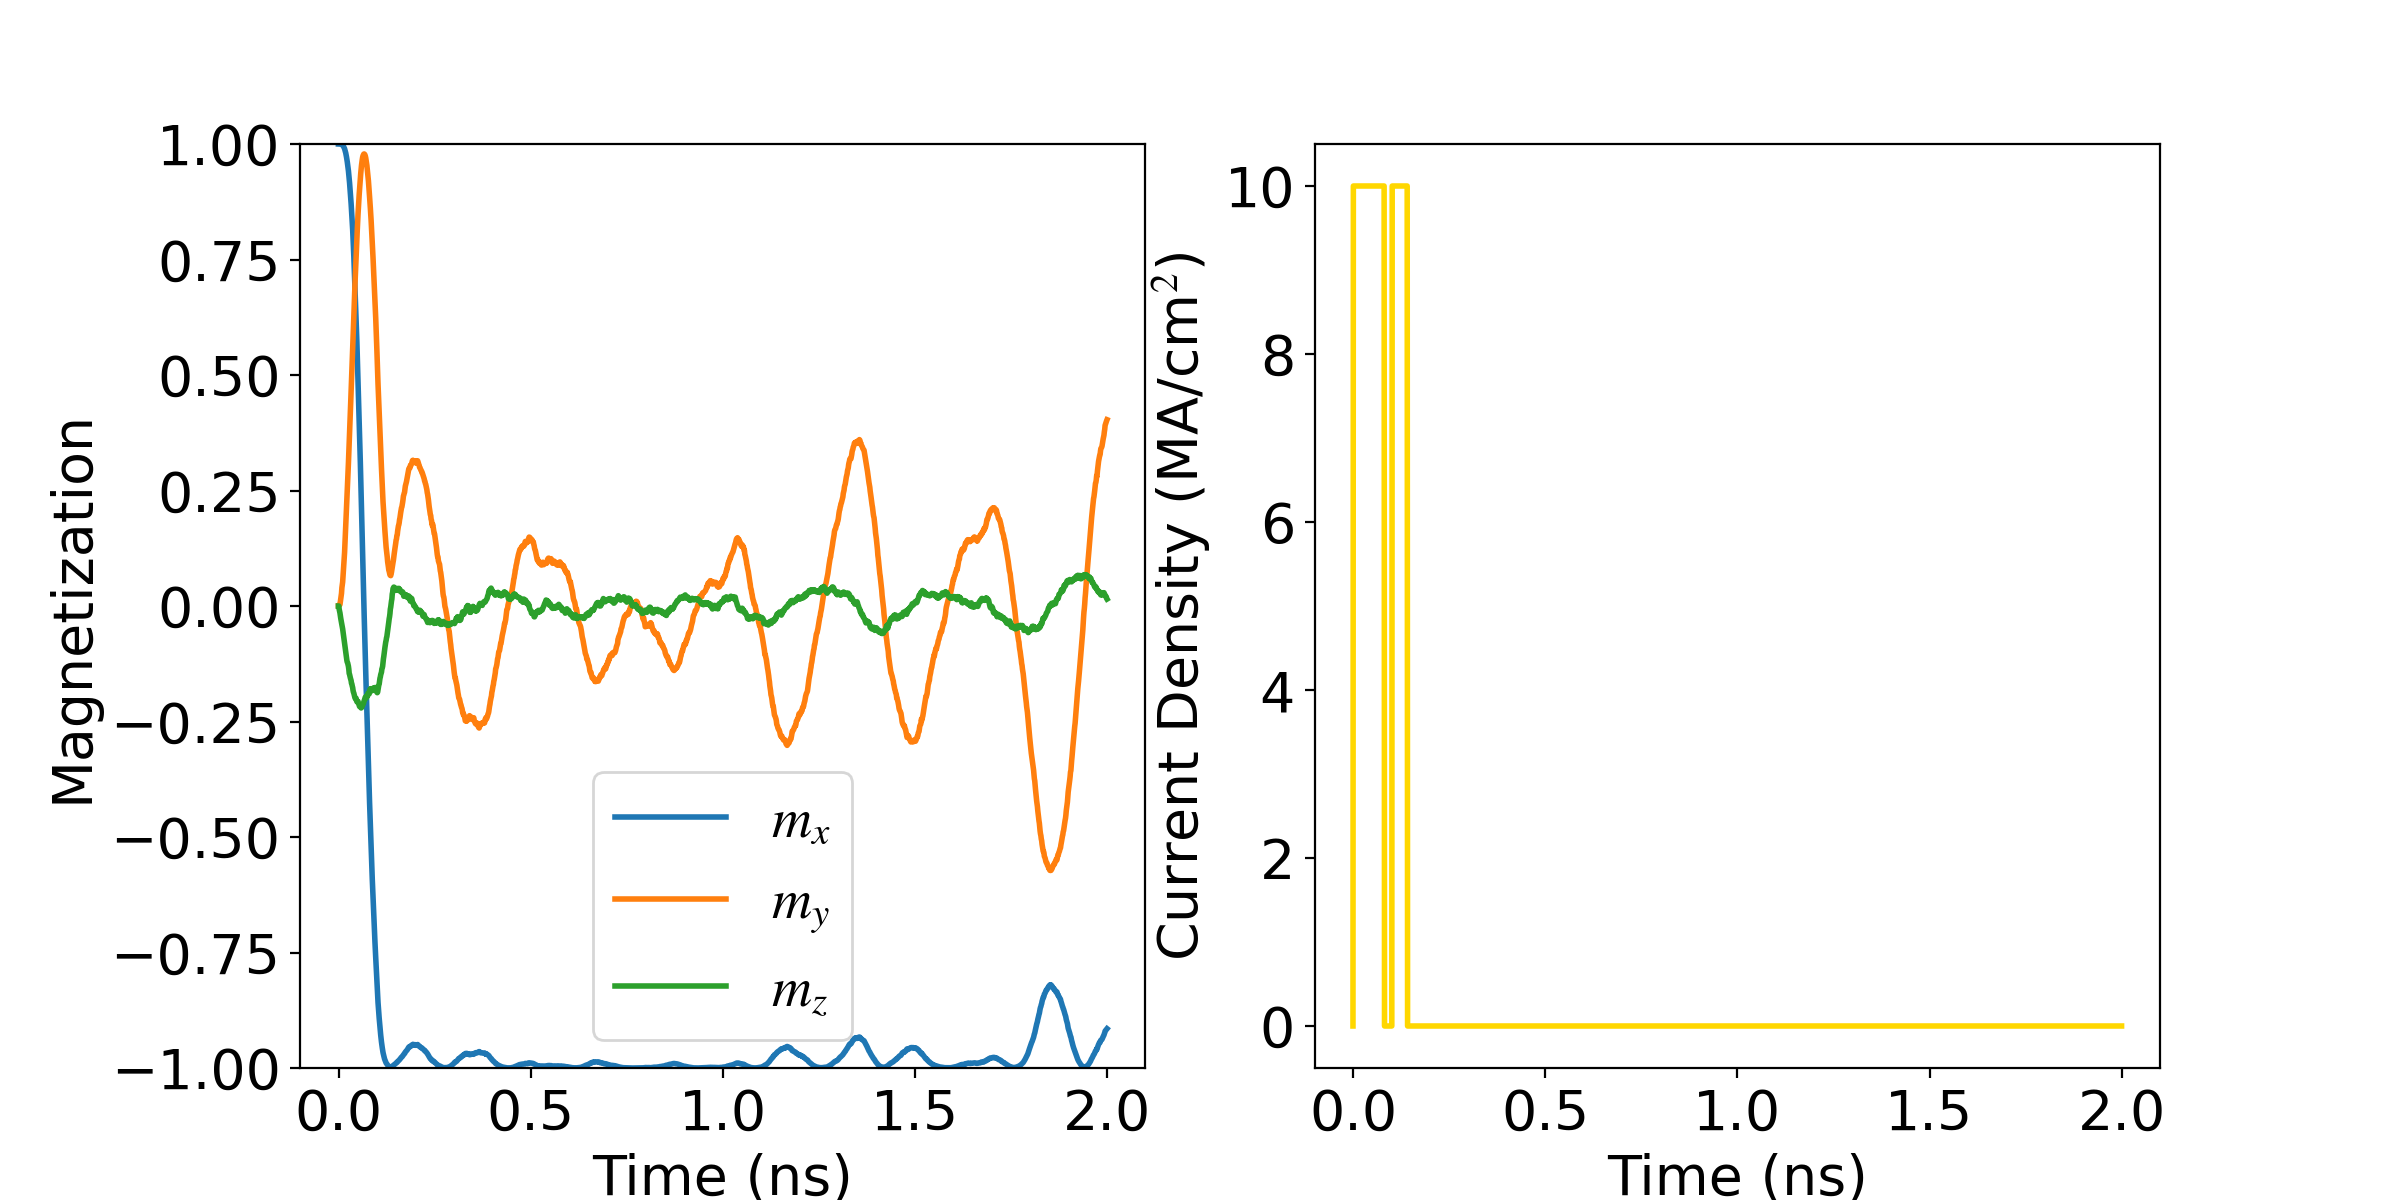 Magnetization
1.00
0.75
0.50
0.25
0.00
−0.25
−0.50
−0.75
−1.00
0.0 0.5 1.0 1.5 2.0
Time (ns)
m_x
m_y
m_z
Current Density (MA/cm²)
10
8
6
4
2
0
0.0 0.5 1.0 1.5 2.0
Time (ns)